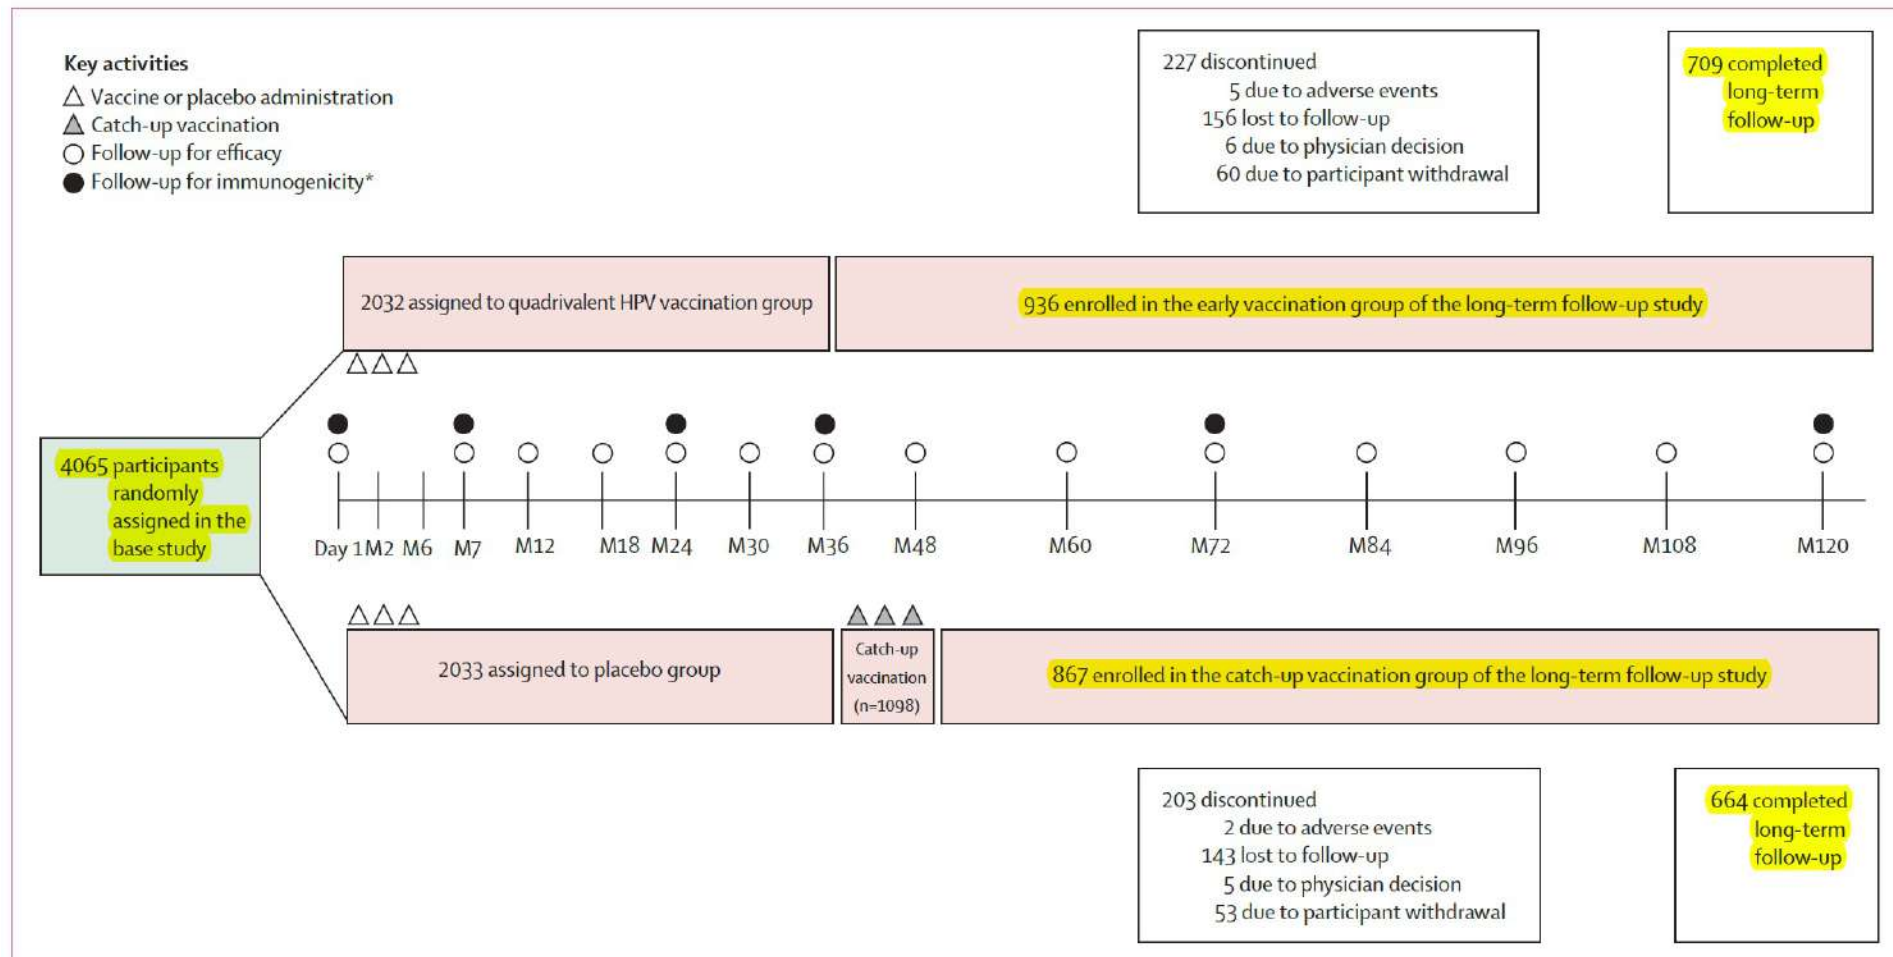 Key activities
Vaccine or placebo administration
Catch-up vaccination
Follow-up for efficacy
Follow-up for immunogenicity*
227 discontinued
5 due to adverse events
156 lost to follow-up
6 due to physician decision
60 due to participant withdrawal
709 completed
long-term
follow-up
2032 assigned to quadrivalent HPV vaccination group
936 enrolled in the early vaccination group of the long-term follow-up study
4065 participants
randomly
assigned in the
base study
Day 1 M2 M6 M7 M12 M18 M24 M30 M36 M48 M60 M72 M84 M96 M108 M120
2033 assigned to placebo group
Catch-up
vaccination
(n=1098)
867 enrolled in the catch-up vaccination group of the long-term follow-up study
203 discontinued
2 due to adverse events
143 lost to follow-up
5 due to physician decision
53 due to participant withdrawal
664 completed
long-term
follow-up